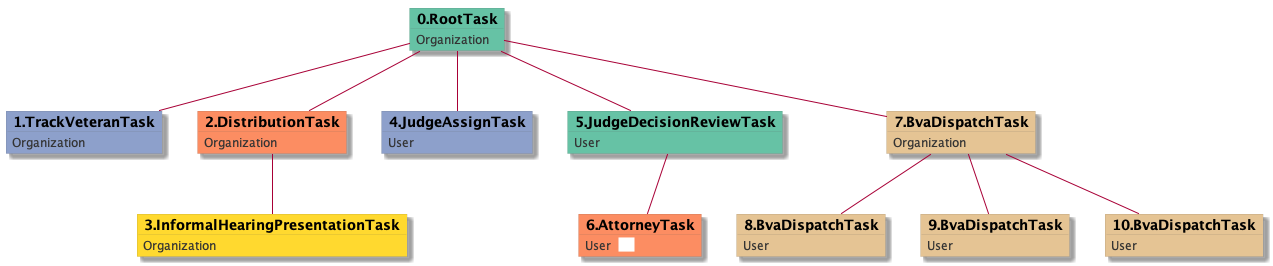 0.RootTask
Organization
1.TrackVeteranTask
Organization
2.DistributionTask
Organization
4.JudgeAssignTask
User
5.JudgeDecisionReviewTask
User
7.BvaDispatchTask
Organization
3.InformalHearingPresentationTask
Organization
6.AttorneyTask
User
8.BvaDispatchTask
User
9.BvaDispatchTask
User
10.BvaDispatchTask
User